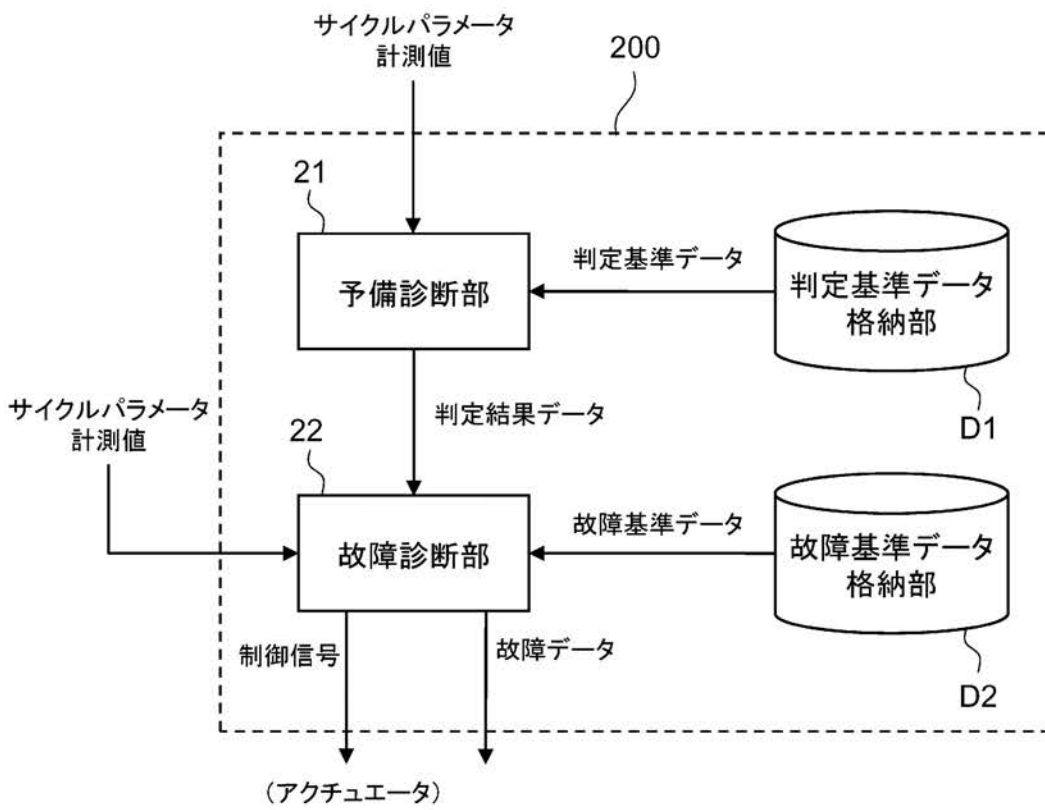 サイクルパラメータ
計測値
200
21
予備診断部
判定基準データ
判定基準データ
格納部
D1
サイクルパラメータ
計測値
判定結果データ
22
故障診断部
故障基準データ
故障基準データ
格納部
D2
制御信号
故障データ
（アクチュエータ）